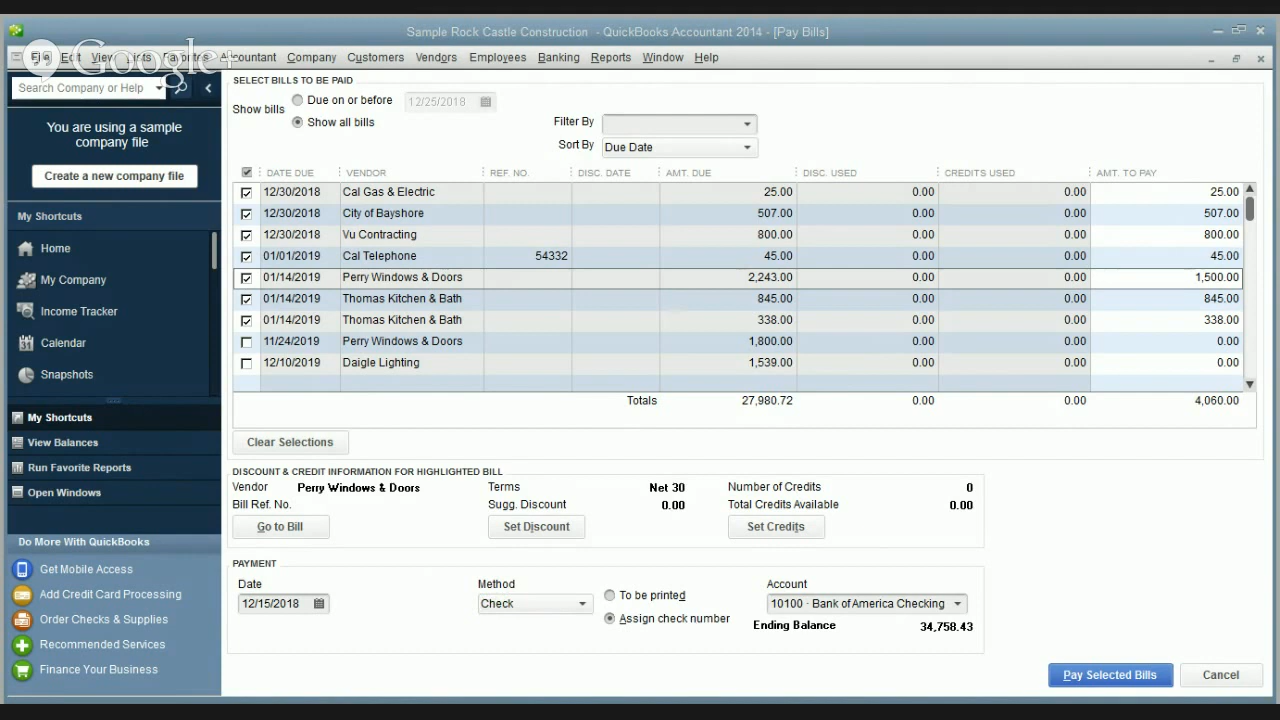 Sample Rock Castle Construction - QuickBooks Accountant 2014 - [Pay Bills]
File Edit View Lists Favorites Accountant Company Customers Vendors Employees Banking Reports Window Help
Google+
Search Company or Help
You are using a sample
company file
Create a new company file
My Shortcuts
Home
My Company
Income Tracker
Calendar
Snapshots
My Shortcuts
View Balances
Run Favorite Reports
Open Windows
Do More With QuickBooks
Get Mobile Access
Add Credit Card Processing
Order Checks & Supplies
Recommended Services
Finance Your Business
SELECT BILLS TO BE PAID
Show bills Due on or before 12/25/2018
Show all bills
Filter By
Sort By Due Date
DATE DUE VENDOR REF. NO. DISC. DATE AMT. DUE DISC. USED CREDITS USED AMT. TO PAY
12/30/2018 Cal Gas & Electric 25.00 0.00 0.00 25.00
12/30/2018 City of Bayshore 507.00 0.00 0.00 507.00
12/30/2018 Vu Contracting 800.00 0.00 0.00 800.00
01/01/2019 Cal Telephone 54332 45.00 0.00 0.00 45.00
01/14/2019 Perry Windows & Doors 2,243.00 0.00 0.00 1,500.00
01/14/2019 Thomas Kitchen & Bath 845.00 0.00 0.00 845.00
01/14/2019 Thomas Kitchen & Bath 338.00 0.00 0.00 338.00
11/24/2019 Perry Windows & Doors 1,800.00 0.00 0.00 0.00
12/10/2019 Daigle Lighting 1,539.00 0.00 0.00 0.00
Totals 27,980.72 0.00 0.00 4,060.00
Clear Selections
DISCOUNT & CREDIT INFORMATION FOR HIGHLIGHTED BILL
Vendor Perry Windows & Doors Terms Net 30 Number of Credits 0
Bill Ref. No. Sugg. Discount 0.00 Total Credits Available 0.00
Go to Bill Set Discount Set Credits
PAYMENT
Date Method Account
12/15/2018 Check To be printed 10100 · Bank of America Checking
Assign check number Ending Balance 34,758.43
Pay Selected Bills Cancel